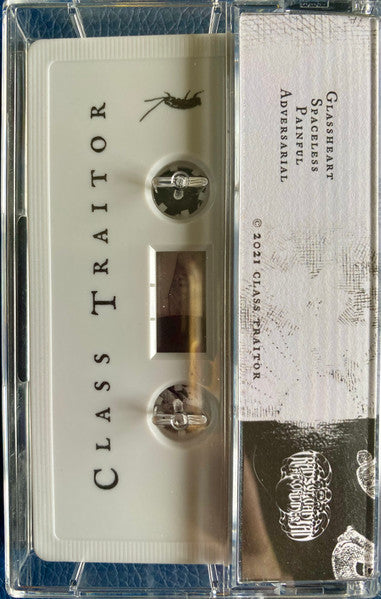 CLASS TRAITOR
GLASSHEART
SPACELESS
PAINFUL
ADVERSARIAL
© 2021 CLASS TRAITOR